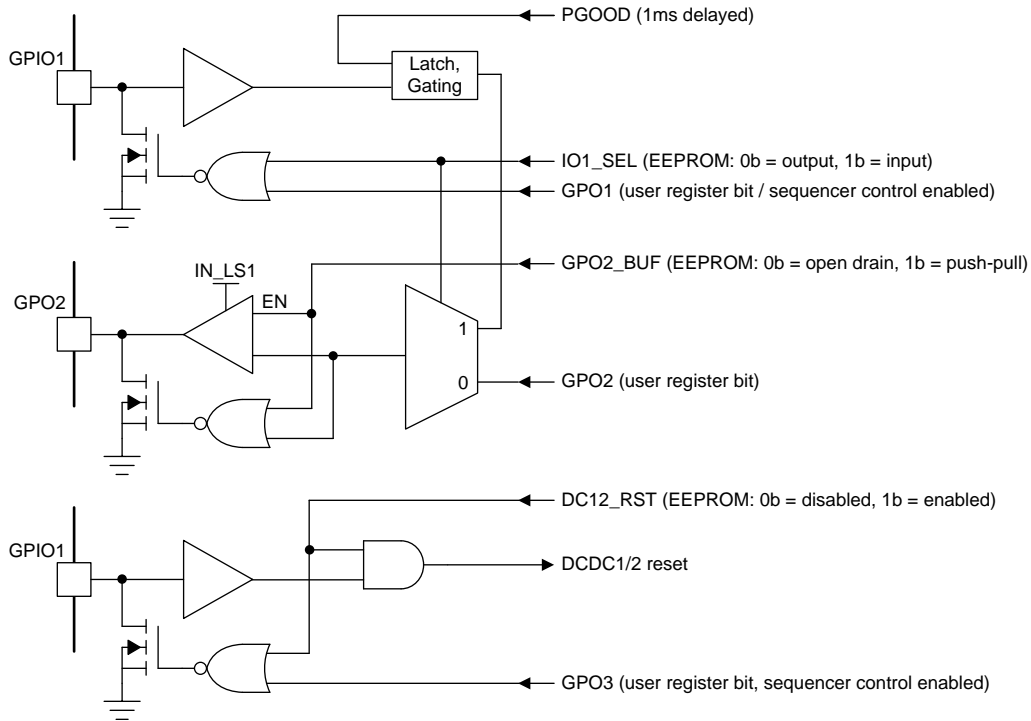 PGOOD (1ms delayed)
GPIO1
Latch,
Gating
IO1_SEL (EEPROM: 0b = output, 1b = input)
GPO1 (user register bit / sequencer control enabled)
GPO2_BUF (EEPROM: 0b = open drain, 1b = push-pull)
IN_LS1
EN
GPO2
1
0
GPO2 (user register bit)
DC12_RST (EEPROM: 0b = disabled, 1b = enabled)
GPIO1
DCDC1/2 reset
GPO3 (user register bit, sequencer control enabled)